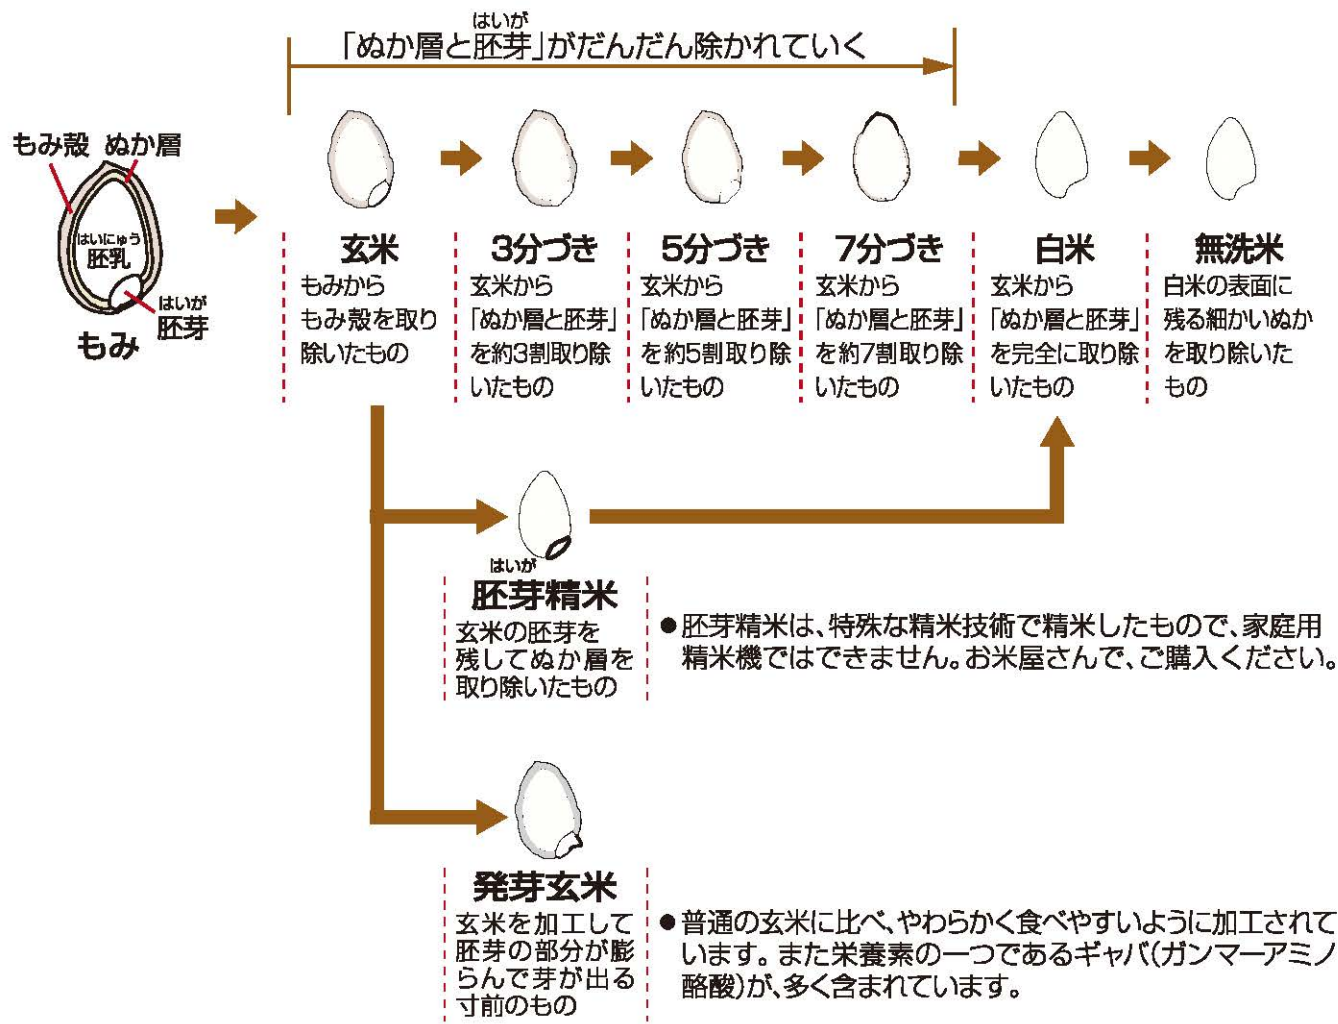 はいが
「ぬか層と胚芽」がだんだん除かれていく
もみ殻 ぬか層
はいにゅう
胚乳
はいが
胚芽
もみ
玄米
もみから
もみ殻を取り
除いたもの
3分づき
玄米から
「ぬか層と胚芽」
を約3割取り除
いたもの
5分づき
玄米から
「ぬか層と胚芽」
を約5割取り除
いたもの
7分づき
玄米から
「ぬか層と胚芽」
を約7割取り除
いたもの
白米
玄米から
「ぬか層と胚芽」
を完全に取り除
いたもの
無洗米
白米の表面に
残る細かいぬか
を取り除いた
もの
はいが
胚芽精米
玄米の胚芽を
残してぬか層を
取り除いたもの
●胚芽精米は、特殊な精米技術で精米したもので、家庭用
精米機ではできません。お米屋さんで、ご購入ください。
発芽玄米
玄米を加工して
胚芽の部分が膨
らんで芽が出る
寸前のもの
●普通の玄米に比べ、やわらかく食べやすいように加工されて
います。また栄養素の一つであるギャバ(ガンマーアミノ
酪酸)が、多く含まれています。